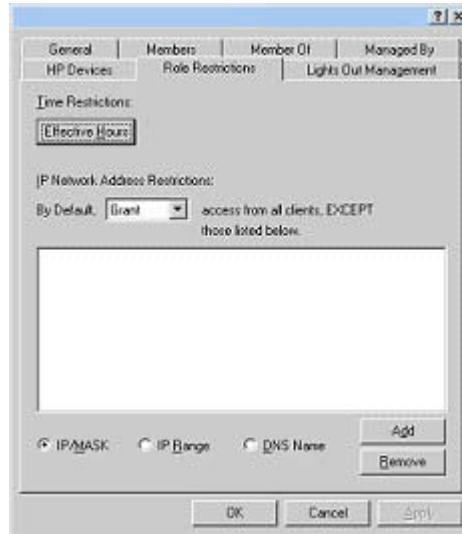 General Members Member Of Managed By
HP Devices Role Restrictions Lights Out Management
Time Restrictions:
Effective Hours
IP Network Address Restrictions:
By Default, Grant access from all clients, EXCEPT
those listed below.
IP/MASK IP Range DNS Name
Add
Remove
OK Cancel Apply